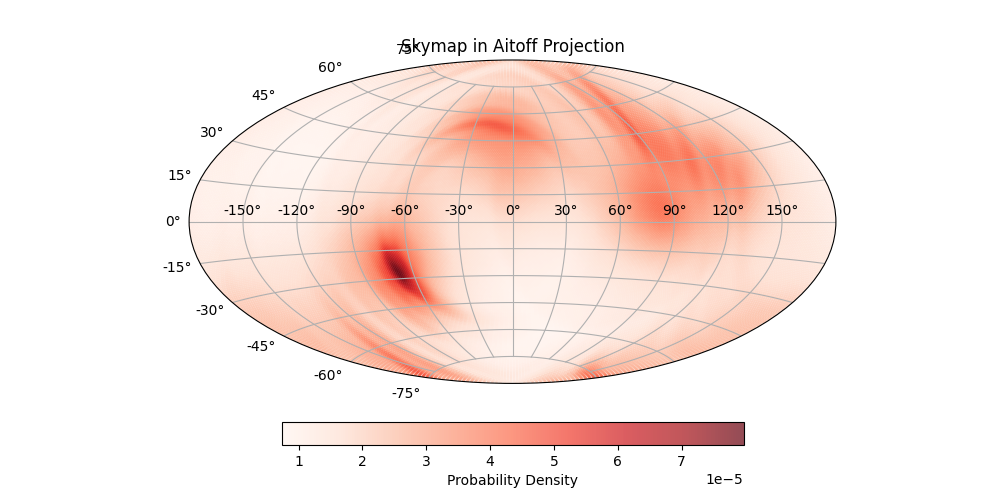 Skymap in Aitoff Projection
75°
60°
45°
30°
15°
-150° -120° -90° -60° -30° 0° 30° 60° 90° 120° 150°
0°
-15°
-30°
-45°
-60°
-75°
1 2 3 4 5 6 7
1e−5
Probability Density